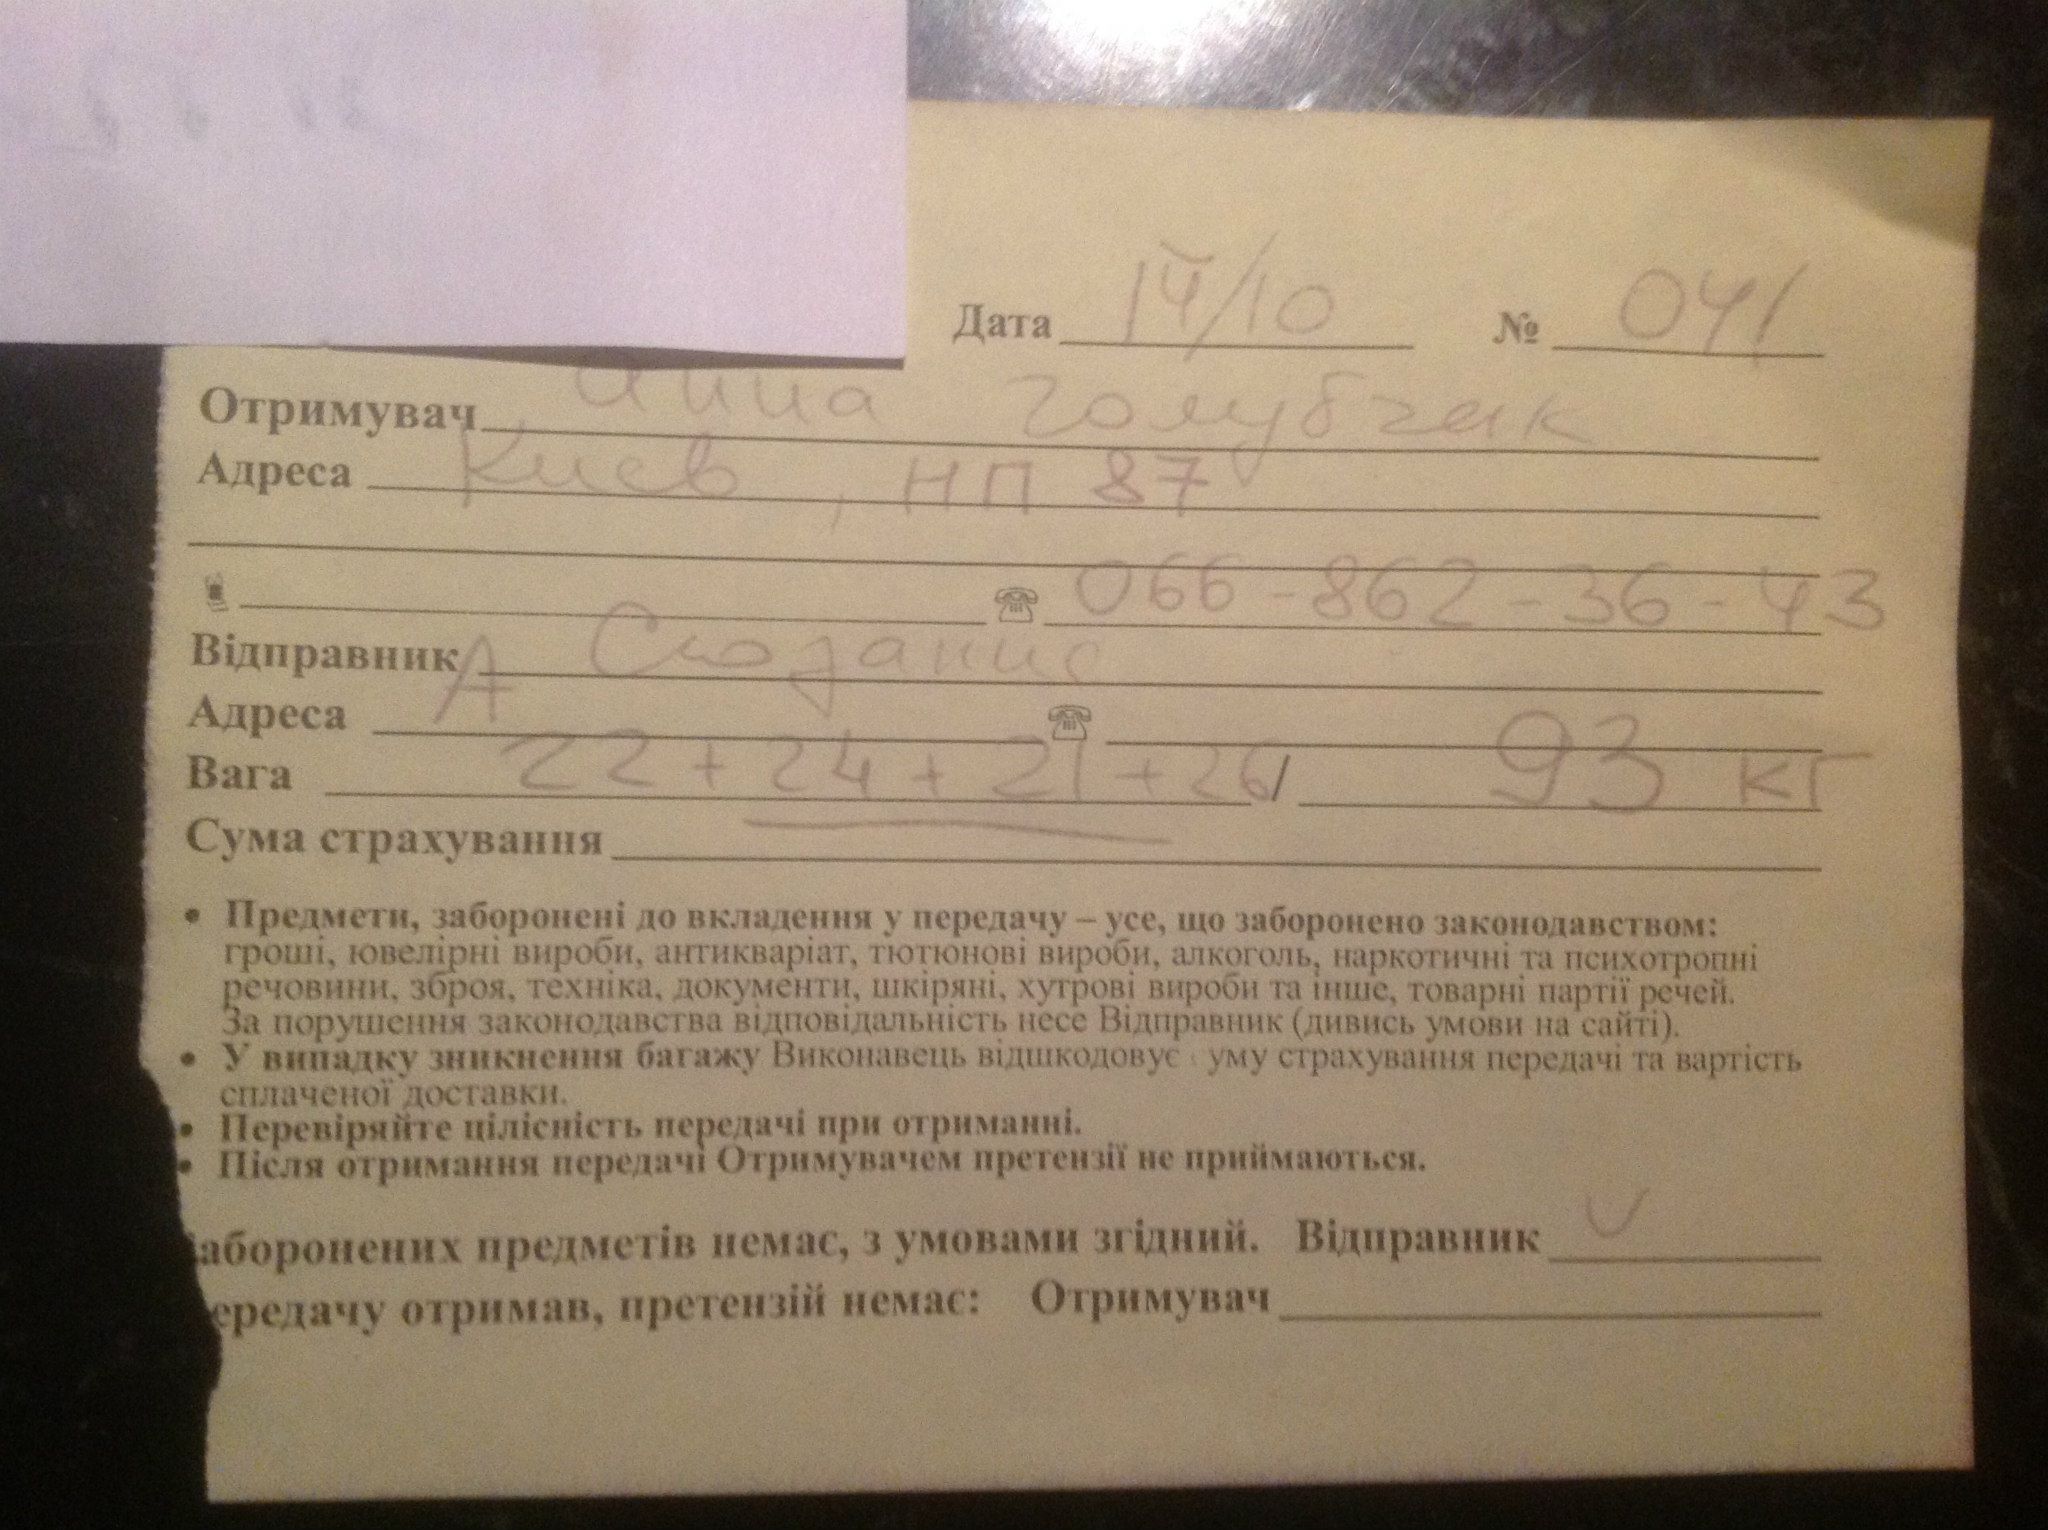 Дата 14/10 № 041
Отримувач Анна Голубчик
Адреса Киев, НП 87
066-862-36-43
Відправник А
Адреса
Вага 22 + 24 + 21 + 26/ 93 кг
Сума страхування
• Предмети, заборонені до вкладення у передачу – усе, що заборонено законодавством:
гроші, ювелірні вироби, антикваріат, тютюнові вироби, алкоголь, наркотичні та психотропні
речовини, зброя, техніка, документи, шкіряні, хутрові вироби та інше, товарні партії речей.
За порушення законодавства відповідальність несе Відправник (дивись умови на сайті).
• У випадку зникнення багажу Виконавець відшкодовує уму страхування передачі та вартість
сплаченої доставки.
• Перевіряйте цілісність передачі при отриманні.
• Після отримання передачі Отримувачем претензії не приймаються.
аборонених предметів немає, з умовами згідний. Відправник
ередачу отримав, претензій немає: Отримувач